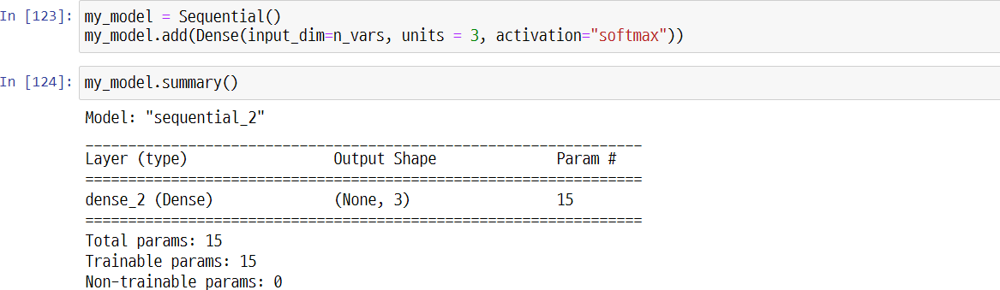 In [123]: my_model = Sequential()
my_model.add(Dense(input_dim=n_vars, units = 3, activation="softmax"))
In [124]: my_model.summary()
Model: "sequential_2"
_________________________________________________________________
Layer (type)                 Output Shape              Param #
=================================================================
dense_2 (Dense)              (None, 3)                 15
=================================================================
Total params: 15
Trainable params: 15
Non-trainable params: 0